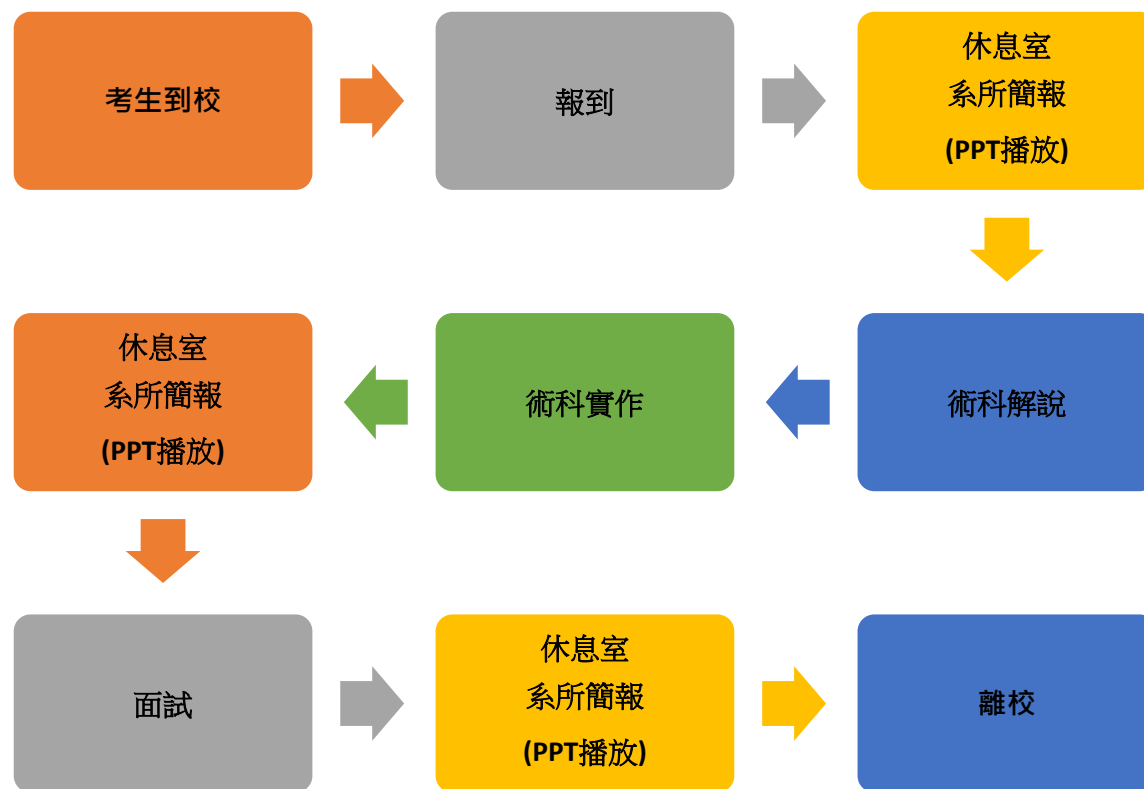 考生到校
報到
休息室
系所簡報
(PPT播放)
術科解說
術科實作
休息室
系所簡報
(PPT播放)
面試
休息室
系所簡報
(PPT播放)
離校